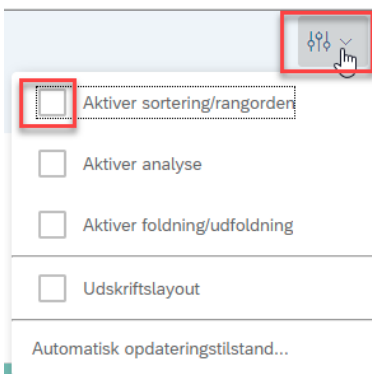 Aktiver sortering/rangorden
Aktiver analyse
Aktiver foldning/udfoldning
Udskriftslayout
Automatisk opdateringstilstand...